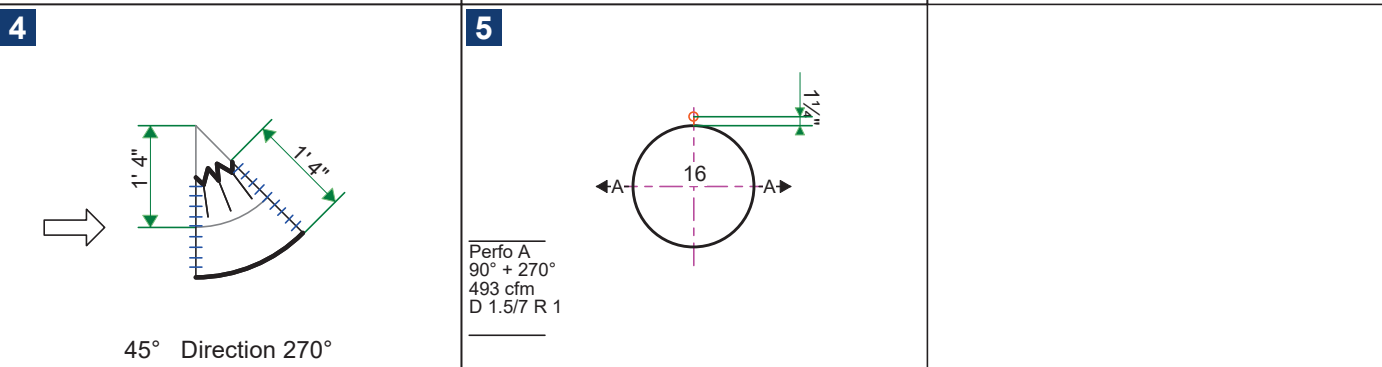 4
1' 4"
1' 4"
45° Direction 270°
5
1¼"
16
A
A
Perfo A
90° + 270°
493 cfm
D 1.5/7 R 1